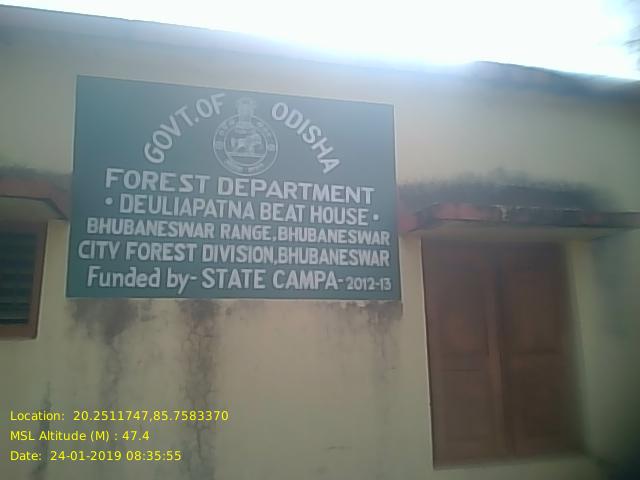 GOVT. OF ODISHA
FOREST DEPARTMENT
• DEULIAPATNA BEAT HOUSE •
BHUBANESWAR RANGE, BHUBANESWAR
CITY FOREST DIVISION, BHUBANESWAR
Funded by- STATE CAMPA- 2012-13
Location: 20.2511747,85.7583370
MSL Altitude (M) : 47.4
Date: 24-01-2019 08:35:55